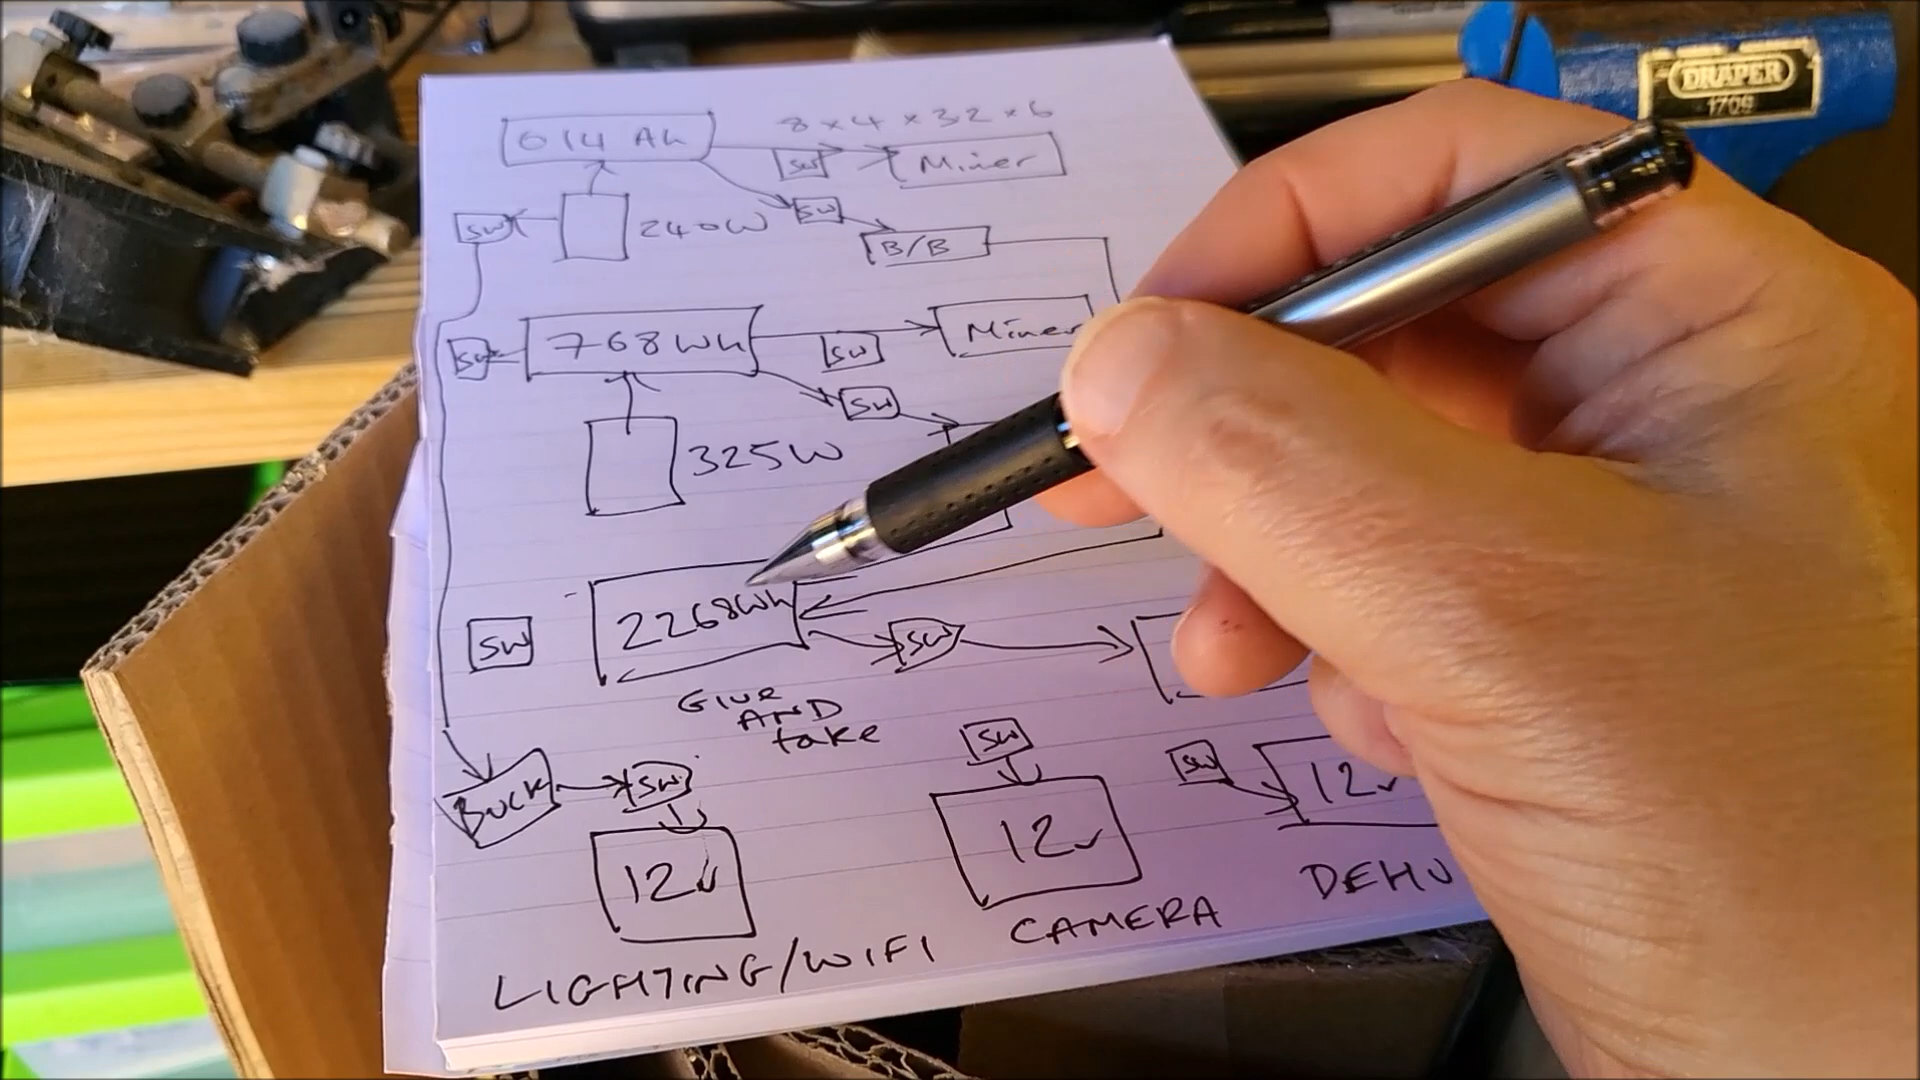 8 x 4 x 32 x 6
614 Ah
SW
Miner
DRAPER
1709
SW
240W
SW
B/B
SW
768Wh
SW
Miner
SW
325W
SW
2268Wh
SW
GIVE
AND
take
BUCK
SW
SW
SW
12v
12v
12v
LIGHTING/WIFI
CAMERA
DEHU